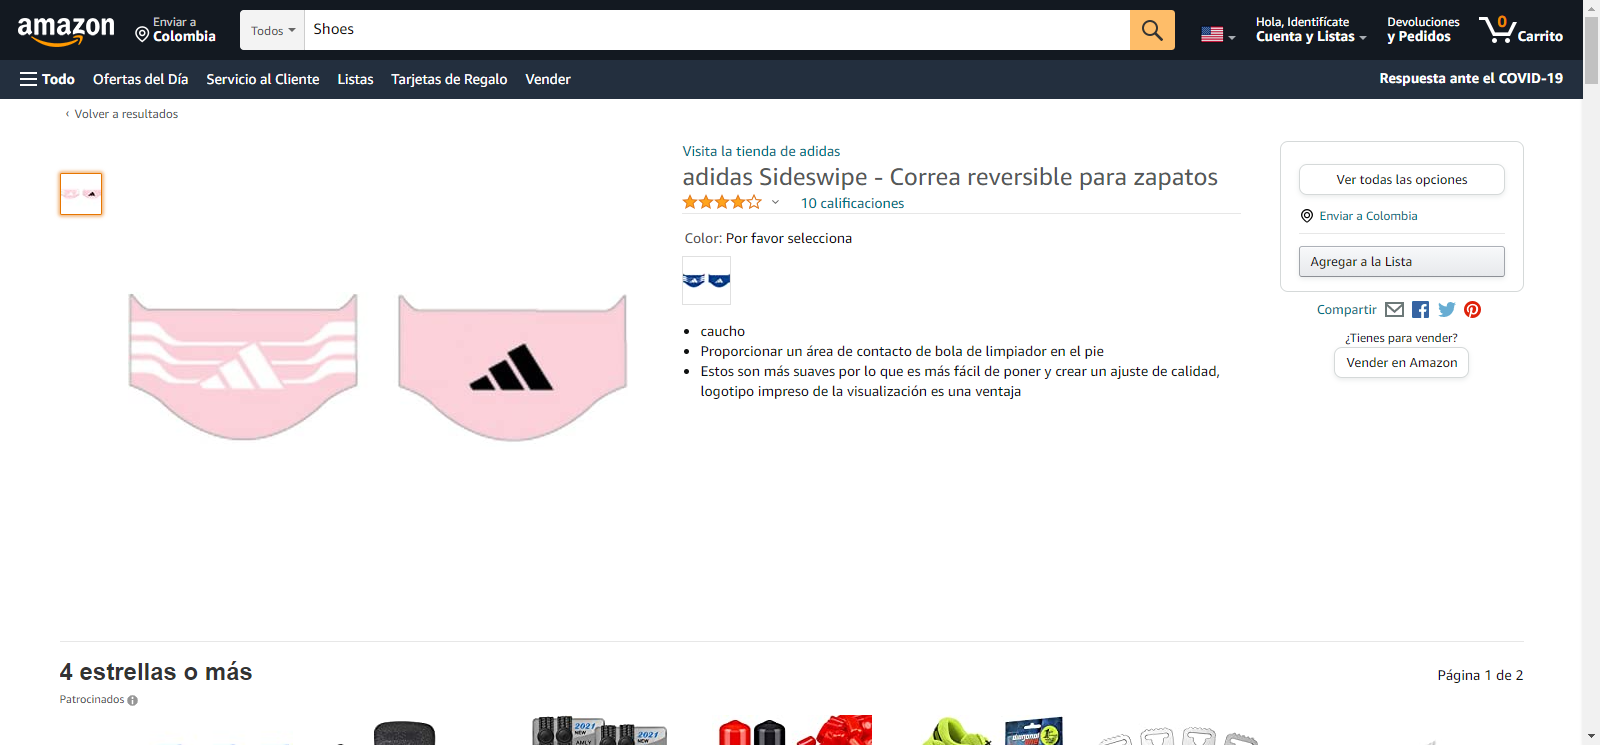 amazon
Enviar a
Colombia
Todos
Shoes
Hola, Identifícate
Cuenta y Listas
Devoluciones
y Pedidos
0
Carrito
Todo
Ofertas del Día
Servicio al Cliente
Listas
Tarjetas de Regalo
Vender
Respuesta ante el COVID-19
‹ Volver a resultados
Visita la tienda de adidas
adidas Sideswipe - Correa reversible para zapatos
10 calificaciones
Color: Por favor selecciona
• caucho
• Proporcionar un área de contacto de bola de limpiador en el pie
• Estos son más suaves por lo que es más fácil de poner y crear un ajuste de calidad,
logotipo impreso de la visualización es una ventaja
Ver todas las opciones
Enviar a Colombia
Agregar a la Lista
Compartir
¿Tienes para vender?
Vender en Amazon
4 estrellas o más
Página 1 de 2
Patrocinados
2021
NEW
2021
NEW